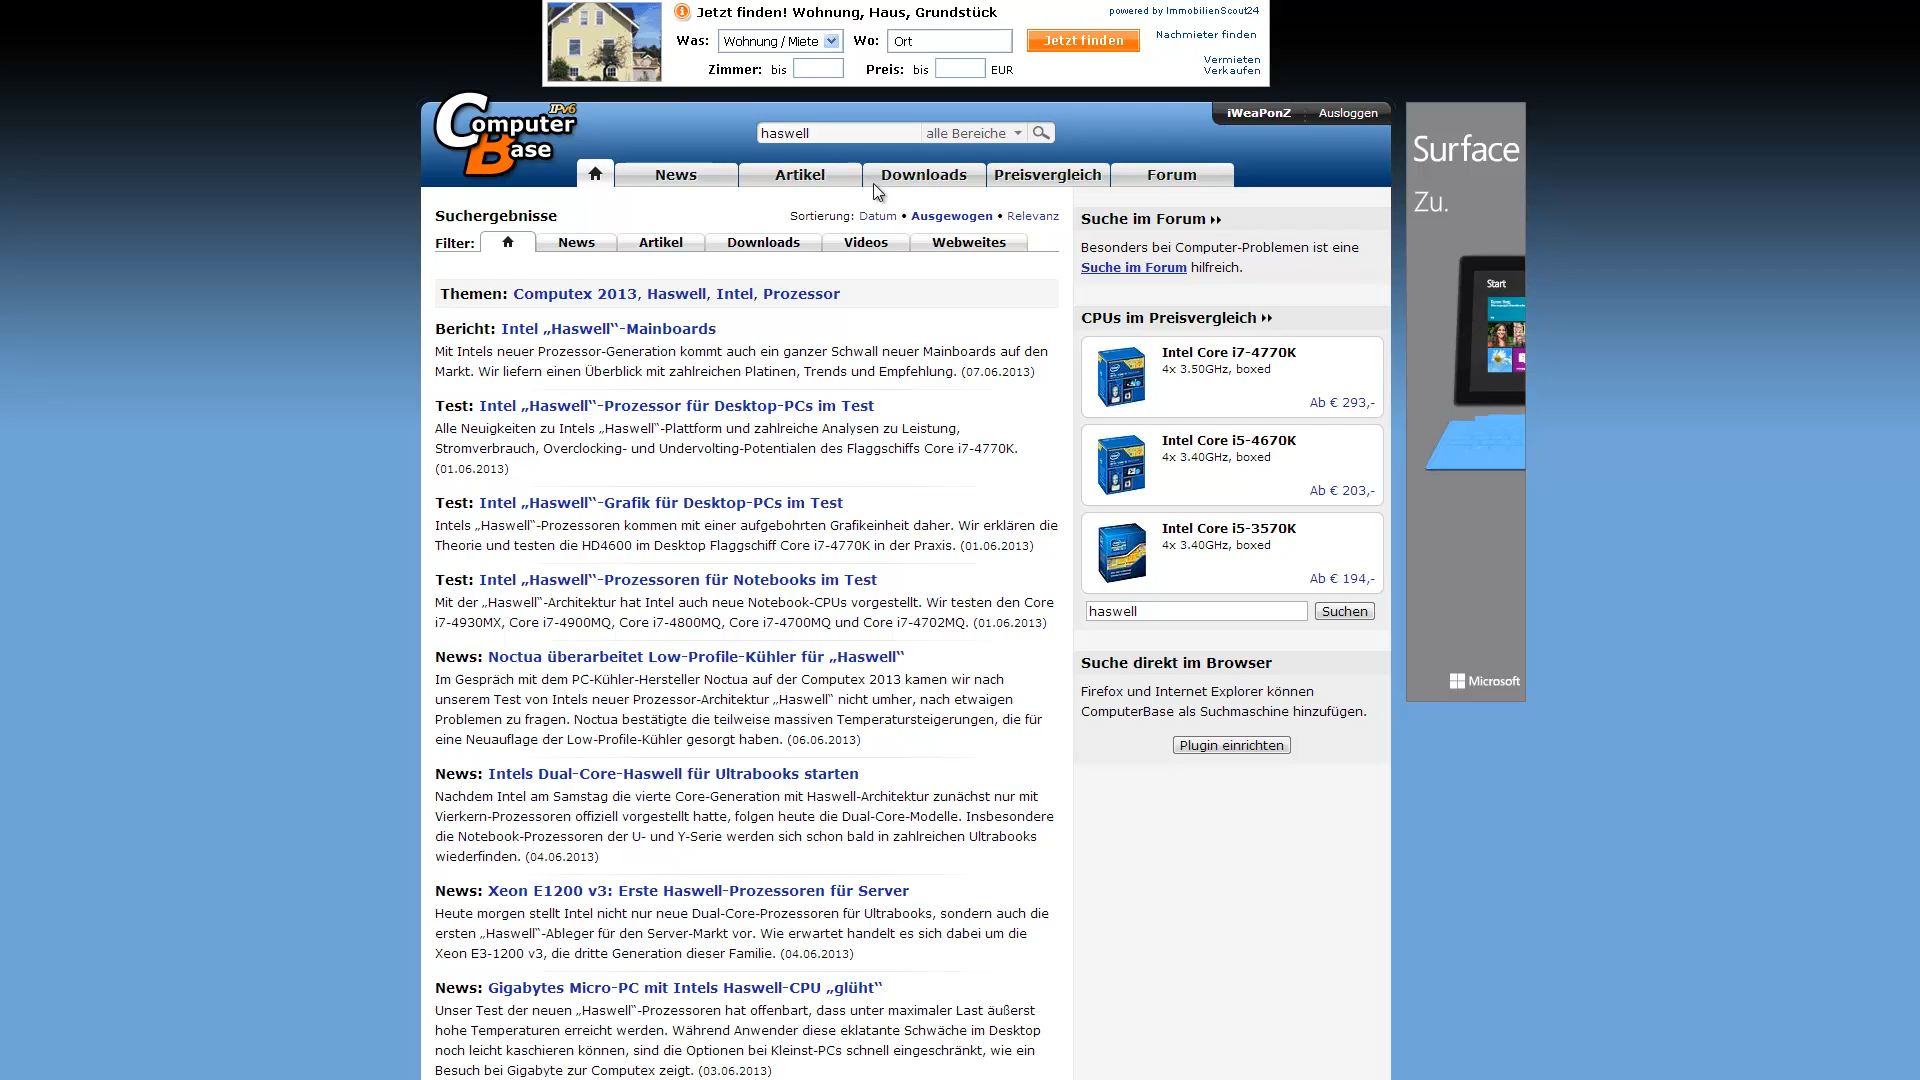 Jetzt finden! Wohnung, Haus, Grundstück
powered by ImmobilienScout24
Was: Wohnung / Miete Wo: Ort Jetzt finden
Nachmieter finden
Zimmer: bis Preis: bis EUR
Vermieten
Verkaufen
IPv6
Computer
Base
iWeaPonZ Ausloggen
haswell alle Bereiche
News Artikel Downloads Preisvergleich Forum
Suchergebnisse
Sortierung: Datum • Ausgewogen • Relevanz
Filter: News Artikel Downloads Videos Webweites
Themen: Computex 2013, Haswell, Intel, Prozessor
Bericht: Intel „Haswell“-Mainboards
Mit Intels neuer Prozessor-Generation kommt auch ein ganzer Schwall neuer Mainboards auf den
Markt. Wir liefern einen Überblick mit zahlreichen Platinen, Trends und Empfehlung. (07.06.2013)
Test: Intel „Haswell“-Prozessor für Desktop-PCs im Test
Alle Neuigkeiten zu Intels „Haswell“-Plattform und zahlreiche Analysen zu Leistung,
Stromverbrauch, Overclocking- und Undervolting-Potentialen des Flaggschiffs Core i7-4770K.
(01.06.2013)
Test: Intel „Haswell“-Grafik für Desktop-PCs im Test
Intels „Haswell“-Prozessoren kommen mit einer aufgebohrten Grafikeinheit daher. Wir erklären die
Theorie und testen die HD4600 im Desktop Flaggschiff Core i7-4770K in der Praxis. (01.06.2013)
Test: Intel „Haswell“-Prozessoren für Notebooks im Test
Mit der „Haswell“-Architektur hat Intel auch neue Notebook-CPUs vorgestellt. Wir testen den Core
i7-4930MX, Core i7-4900MQ, Core i7-4800MQ, Core i7-4700MQ und Core i7-4702MQ. (01.06.2013)
News: Noctua überarbeitet Low-Profile-Kühler für „Haswell“
Im Gespräch mit dem PC-Kühler-Hersteller Noctua auf der Computex 2013 kamen wir nach
unserem Test von Intels neuer Prozessor-Architektur „Haswell“ nicht umher, nach etwaigen
Problemen zu fragen. Noctua bestätigte die teilweise massiven Temperatursteigerungen, die für
eine Neuauflage der Low-Profile-Kühler gesorgt haben. (06.06.2013)
News: Intels Dual-Core-Haswell für Ultrabooks starten
Nachdem Intel am Samstag die vierte Core-Generation mit Haswell-Architektur zunächst nur mit
Vierkern-Prozessoren offiziell vorgestellt hatte, folgen heute die Dual-Core-Modelle. Insbesondere
die Notebook-Prozessoren der U- und Y-Serie werden sich schon bald in zahlreichen Ultrabooks
wiederfinden. (04.06.2013)
News: Xeon E1200 v3: Erste Haswell-Prozessoren für Server
Heute morgen stellt Intel nicht nur neue Dual-Core-Prozessoren für Ultrabooks, sondern auch die
ersten „Haswell“-Ableger für den Server-Markt vor. Wie erwartet handelt es sich dabei um die
Xeon E3-1200 v3, die dritte Generation dieser Familie. (04.06.2013)
News: Gigabytes Micro-PC mit Intels Haswell-CPU „glüht“
Unser Test der neuen „Haswell“-Prozessoren hat offenbart, dass unter maximaler Last äußerst
hohe Temperaturen erreicht werden. Während Anwender diese eklatante Schwäche im Desktop
noch leicht kaschieren können, sind die Optionen bei Kleinst-PCs schnell eingeschränkt, wie ein
Besuch bei Gigabyte zur Computex zeigt. (03.06.2013)
Suche im Forum
Besonders bei Computer-Problemen ist eine
Suche im Forum hilfreich.
CPUs im Preisvergleich
Intel Core i7-4770K
4x 3.50GHz, boxed
Ab € 293,-
Intel Core i5-4670K
4x 3.40GHz, boxed
Ab € 203,-
Intel Core i5-3570K
4x 3.40GHz, boxed
Ab € 194,-
haswell Suchen
Suche direkt im Browser
Firefox und Internet Explorer können
ComputerBase als Suchmaschine hinzufügen.
Plugin einrichten
Surface
Zu.
Start
Microsoft